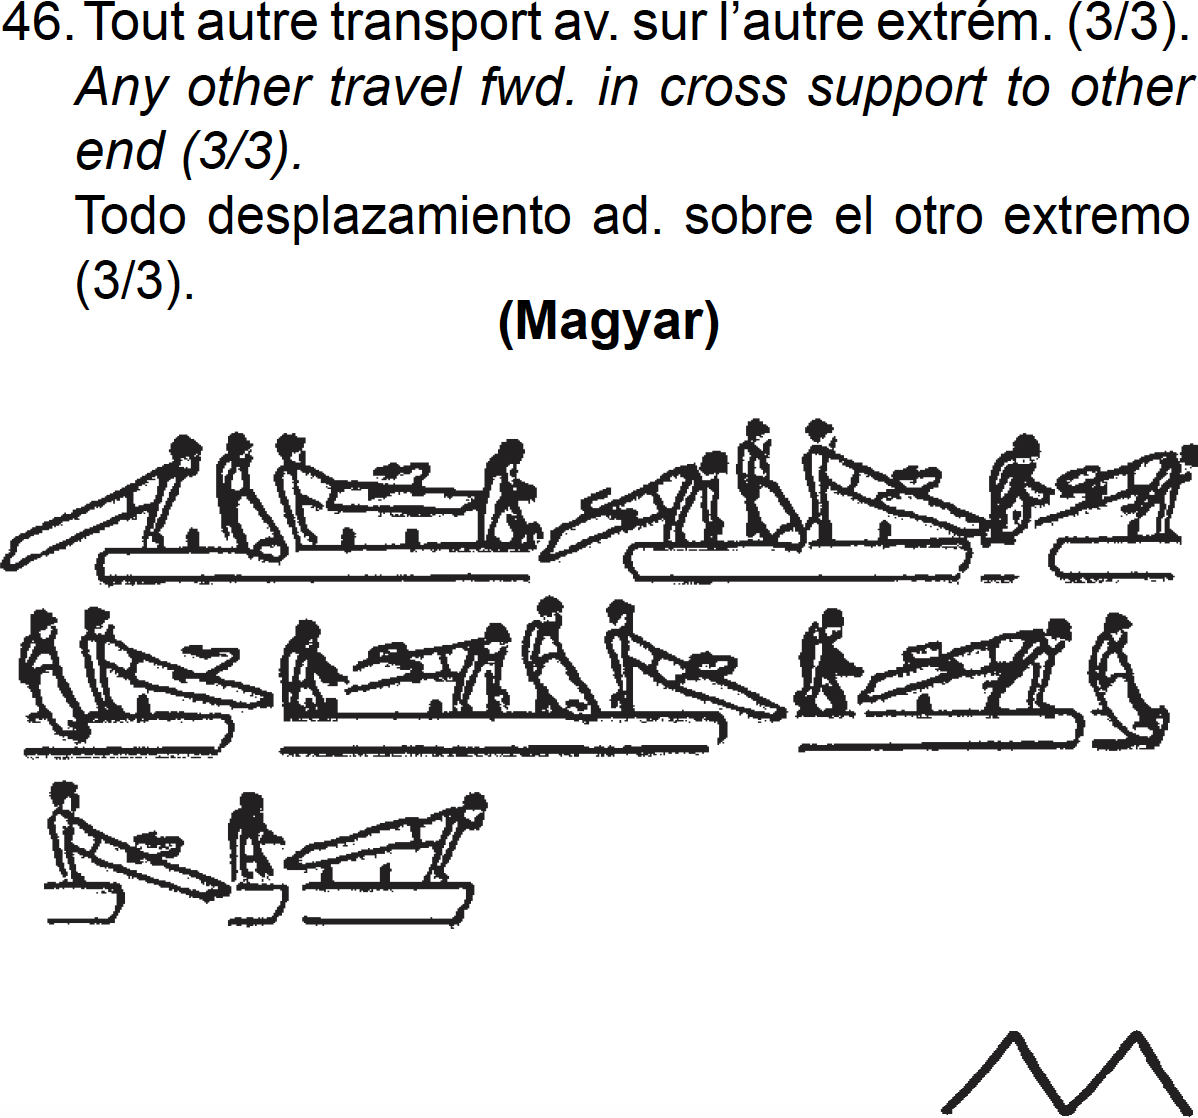 46. Tout autre transport av. sur l’autre extrém. (3/3).
Any other travel fwd. in cross support to other
end (3/3).
Todo desplazamiento ad. sobre el otro extremo
(3/3).
(Magyar)